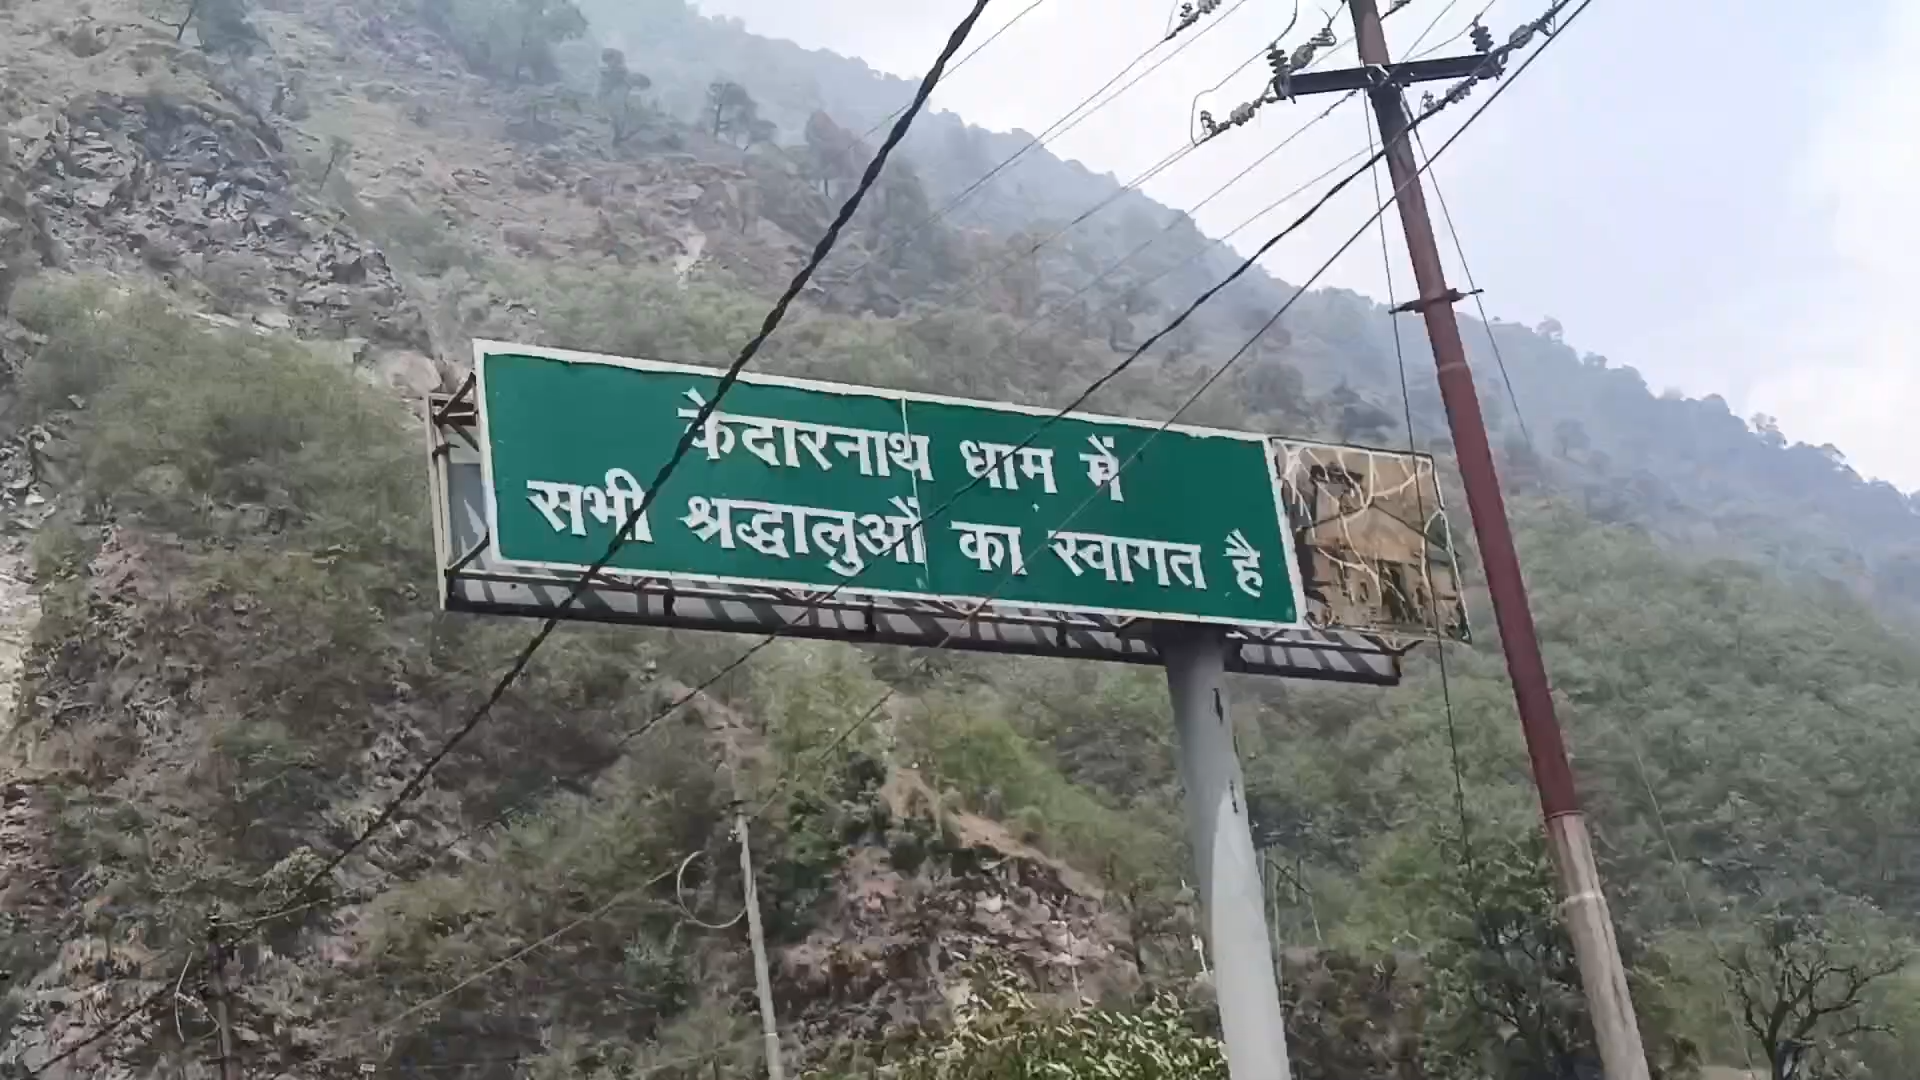 केदारनाथ धाम में
सभी श्रद्धालुओं का स्वागत है